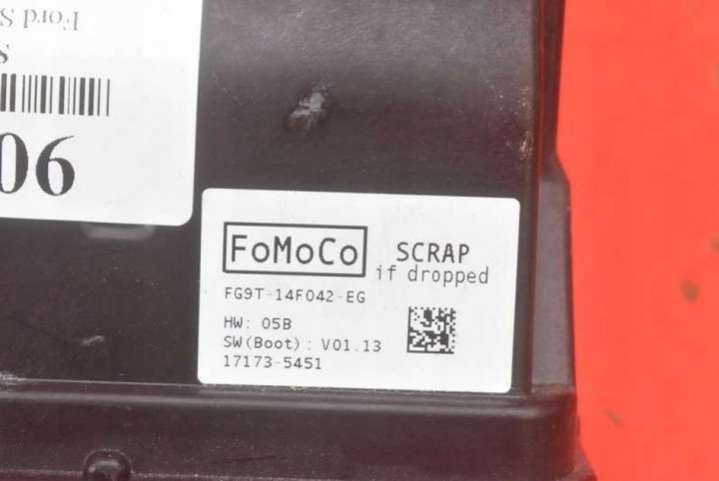 Ford S
S
06
FoMoCo
SCRAP
if dropped
FG9T-14F042-EG
HW: 05B
SW(Boot): V01.13
17173-5451